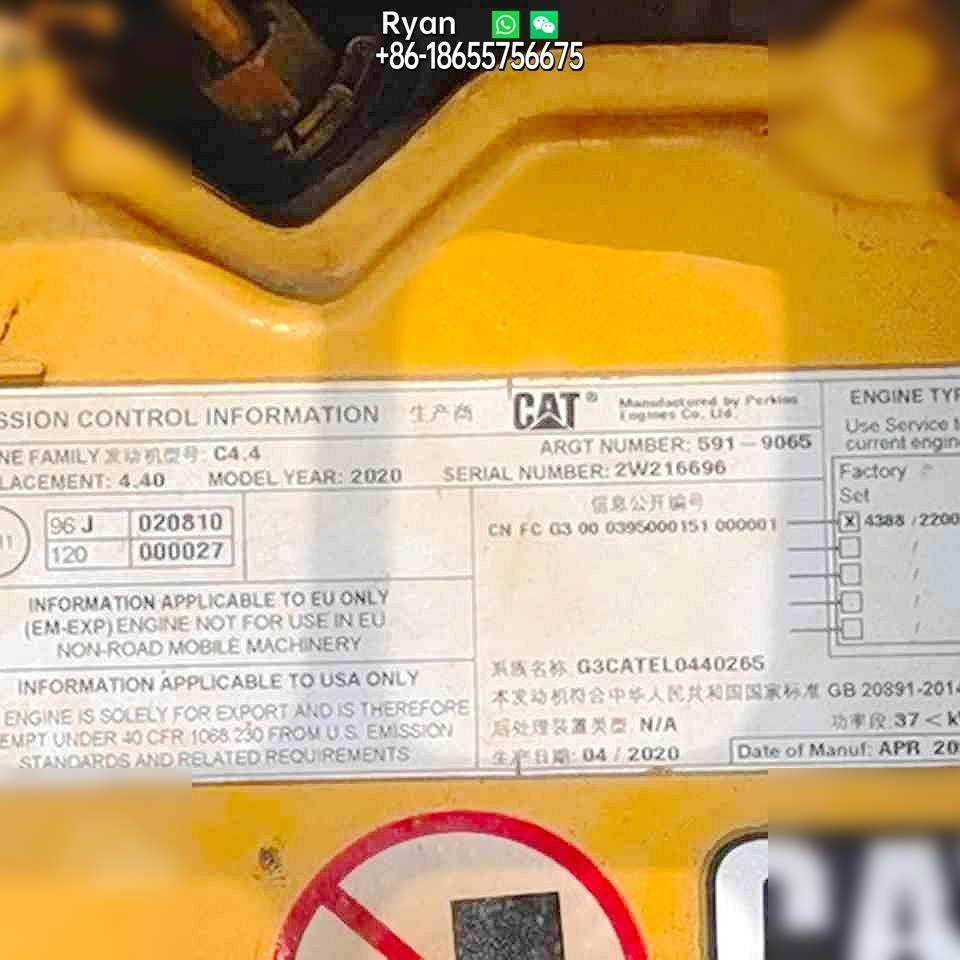 Ryan
+86-18655756675
SSION CONTROL INFORMATION 生产商 CAT® Manufactured by Perkins Engines Co. Ltd.
NE FAMILY 发动机型号: C4.4 ARGT NUMBER: 591-9065
LACEMENT: 4.40 MODEL YEAR: 2020 SERIAL NUMBER: 2W216696
ENGINE TYP
Use Service t
current engin
Factory
Set
X 4388 /2200
/
/
/
/
11
96 J 020810
120 000027
信息公开编号
CN FC G3 00 0395000151 000001
INFORMATION APPLICABLE TO EU ONLY
(EM-EXP) ENGINE NOT FOR USE IN EU
NON-ROAD MOBILE MACHINERY
INFORMATION APPLICABLE TO USA ONLY
ENGINE IS SOLELY FOR EXPORT AND IS THEREFORE
EMPT UNDER 40 CFR 1068.230 FROM U.S. EMISSION
STANDARDS AND RELATED REQUIREMENTS
系族名称 G3CATEL0440265
本发动机符合中华人民共和国国家标准 GB 20891-2014
后处理装置类型 N/A 功率段 37 < k
生产日期: 04 / 2020 Date of Manuf: APR 20
CA